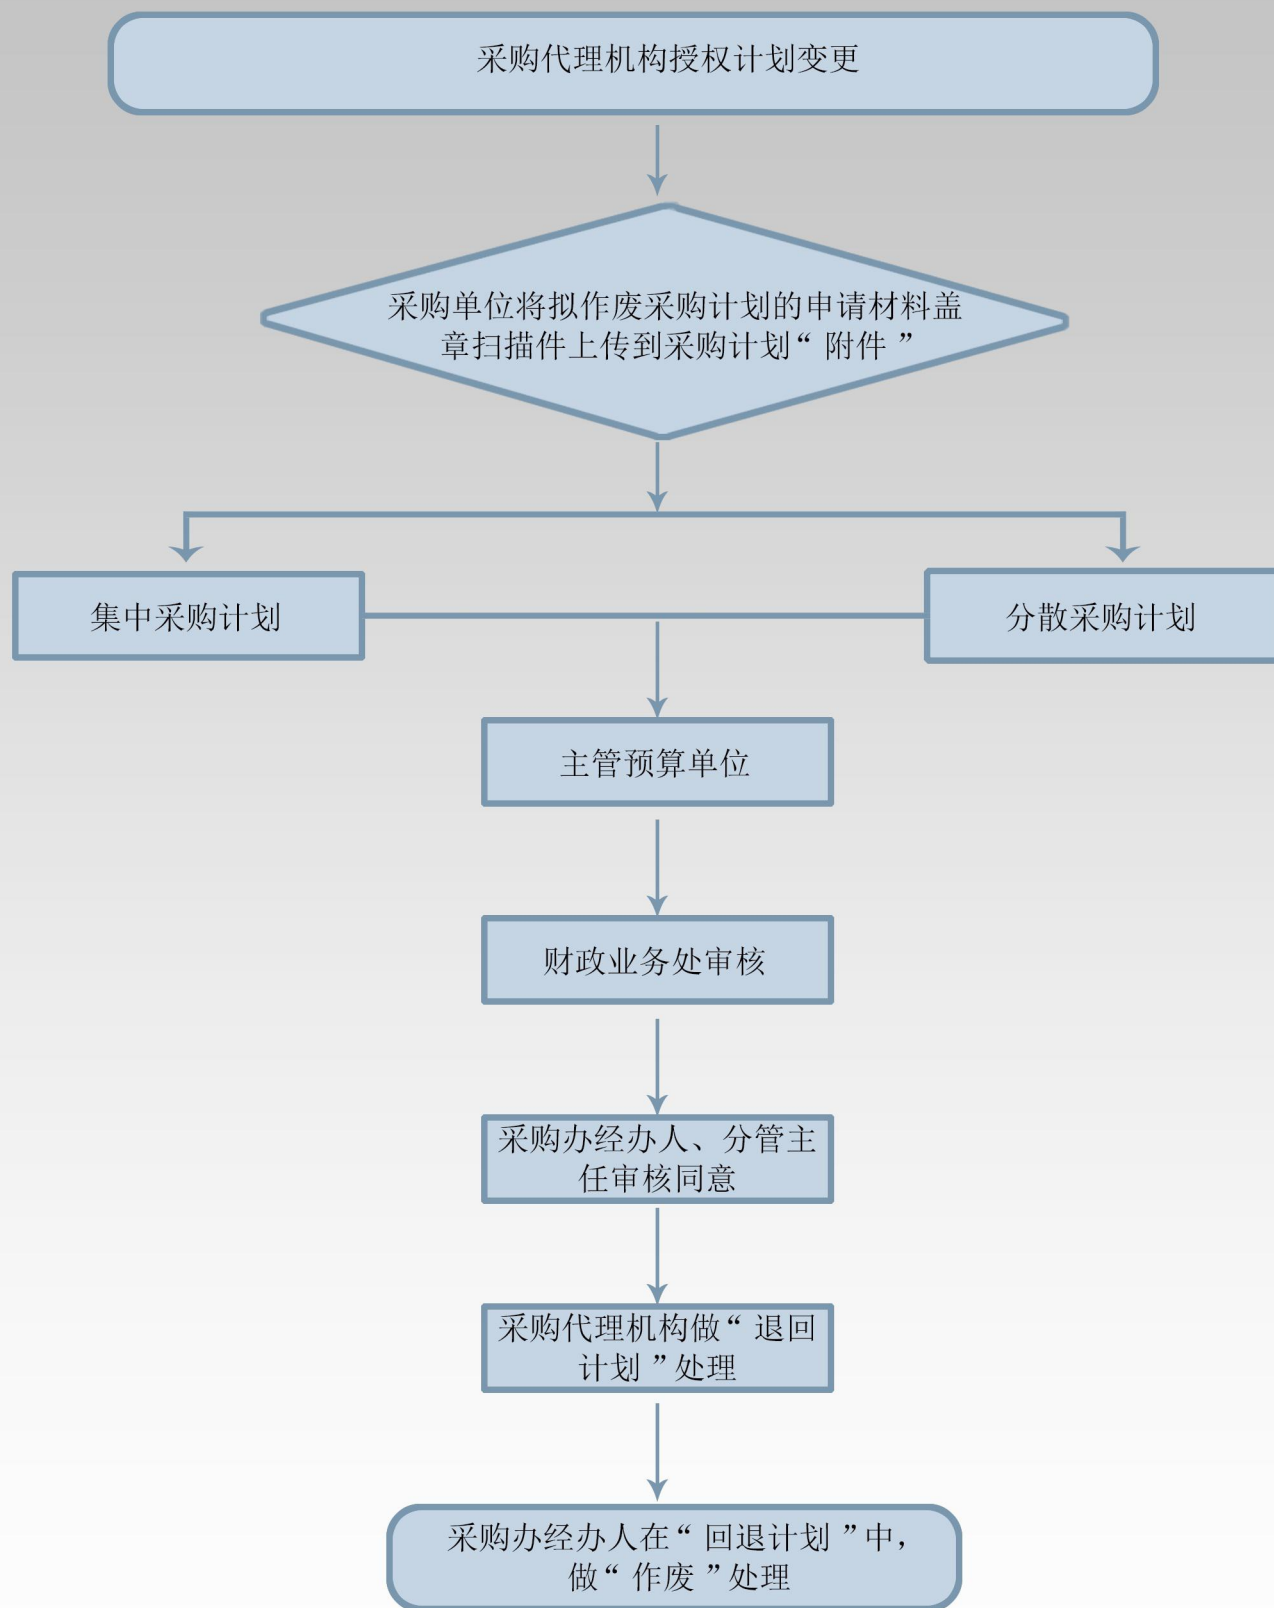 采购代理机构授权计划变更
采购单位将拟作废采购计划的申请材料盖
章扫描件上传到采购计划“附件”
集中采购计划
分散采购计划
主管预算单位
财政业务处审核
采购办经办人、分管主
任审核同意
采购代理机构做“退回
计划”处理
采购办经办人在“回退计划”中，
做“作废”处理